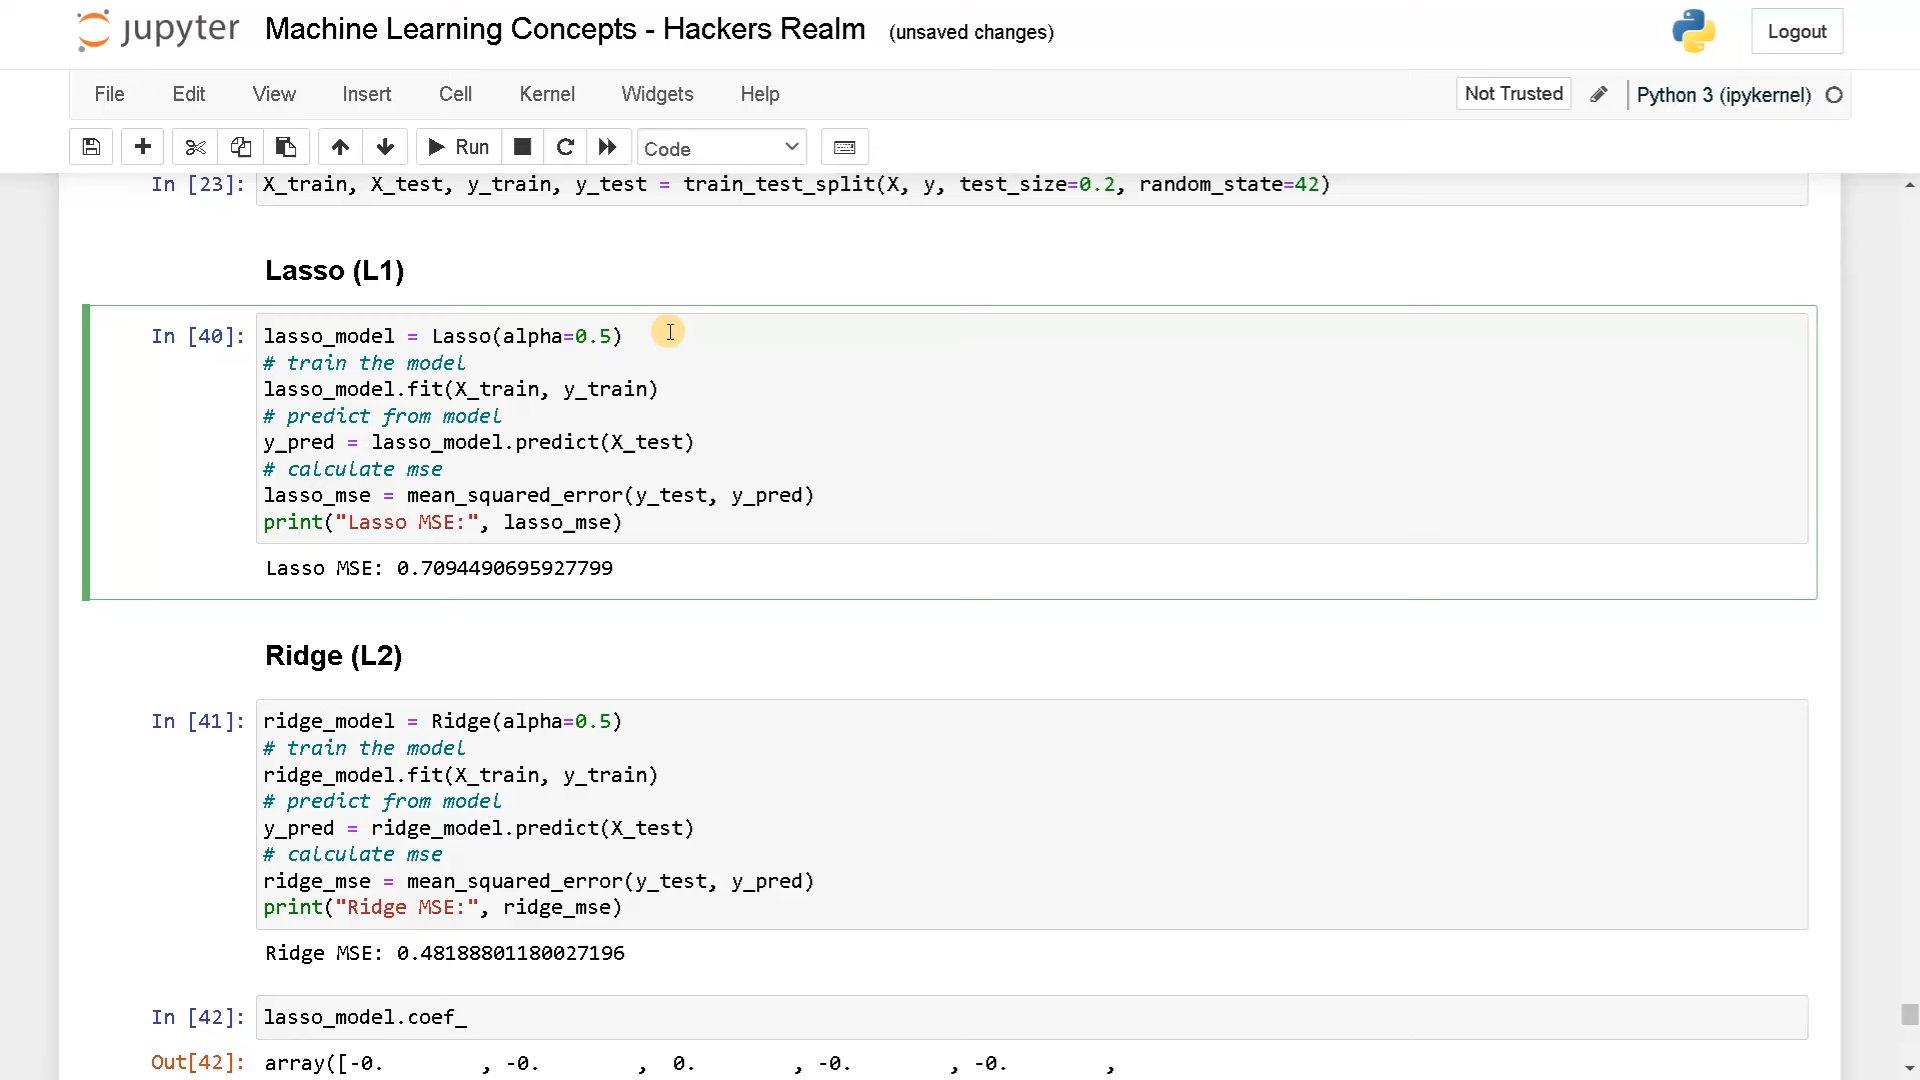 jupyter Machine Learning Concepts - Hackers Realm (unsaved changes) Logout
File Edit View Insert Cell Kernel Widgets Help Not Trusted Python 3 (ipykernel)
Run Code
In [23]: X_train, X_test, y_train, y_test = train_test_split(X, y, test_size=0.2, random_state=42)
Lasso (L1)
In [40]: lasso_model = Lasso(alpha=0.5)
# train the model
lasso_model.fit(X_train, y_train)
# predict from model
y_pred = lasso_model.predict(X_test)
# calculate mse
lasso_mse = mean_squared_error(y_test, y_pred)
print("Lasso MSE:", lasso_mse)
Lasso MSE: 0.7094490695927799
Ridge (L2)
In [41]: ridge_model = Ridge(alpha=0.5)
# train the model
ridge_model.fit(X_train, y_train)
# predict from model
y_pred = ridge_model.predict(X_test)
# calculate mse
ridge_mse = mean_squared_error(y_test, y_pred)
print("Ridge MSE:", ridge_mse)
Ridge MSE: 0.48188801180027196
In [42]: lasso_model.coef_
Out[42]: array([-0. , -0. , 0. , -0. , -0. ,